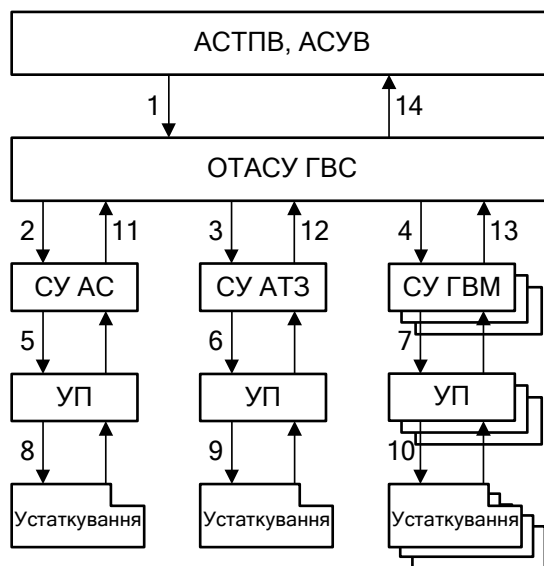 АСТПВ, АСУВ
1 14
ОТАСУ ГВС
2 11 3 12 4 13
СУ АС СУ АТЗ СУ ГВМ
5 6 7
УП УП УП
8 9 10
Устаткування Устаткування Устаткування